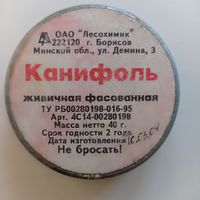 ОАО "Лесохимик"
222120 г. Борисов
Минской обл., ул. Демина, 3
Канифоль
живичная фасованная
ТУ РБ00280198-016-95
Арт. 4С14-00280198
Масса нетто 40 г.
Срок годности 2 года
Дата изготовления
Не бросать!